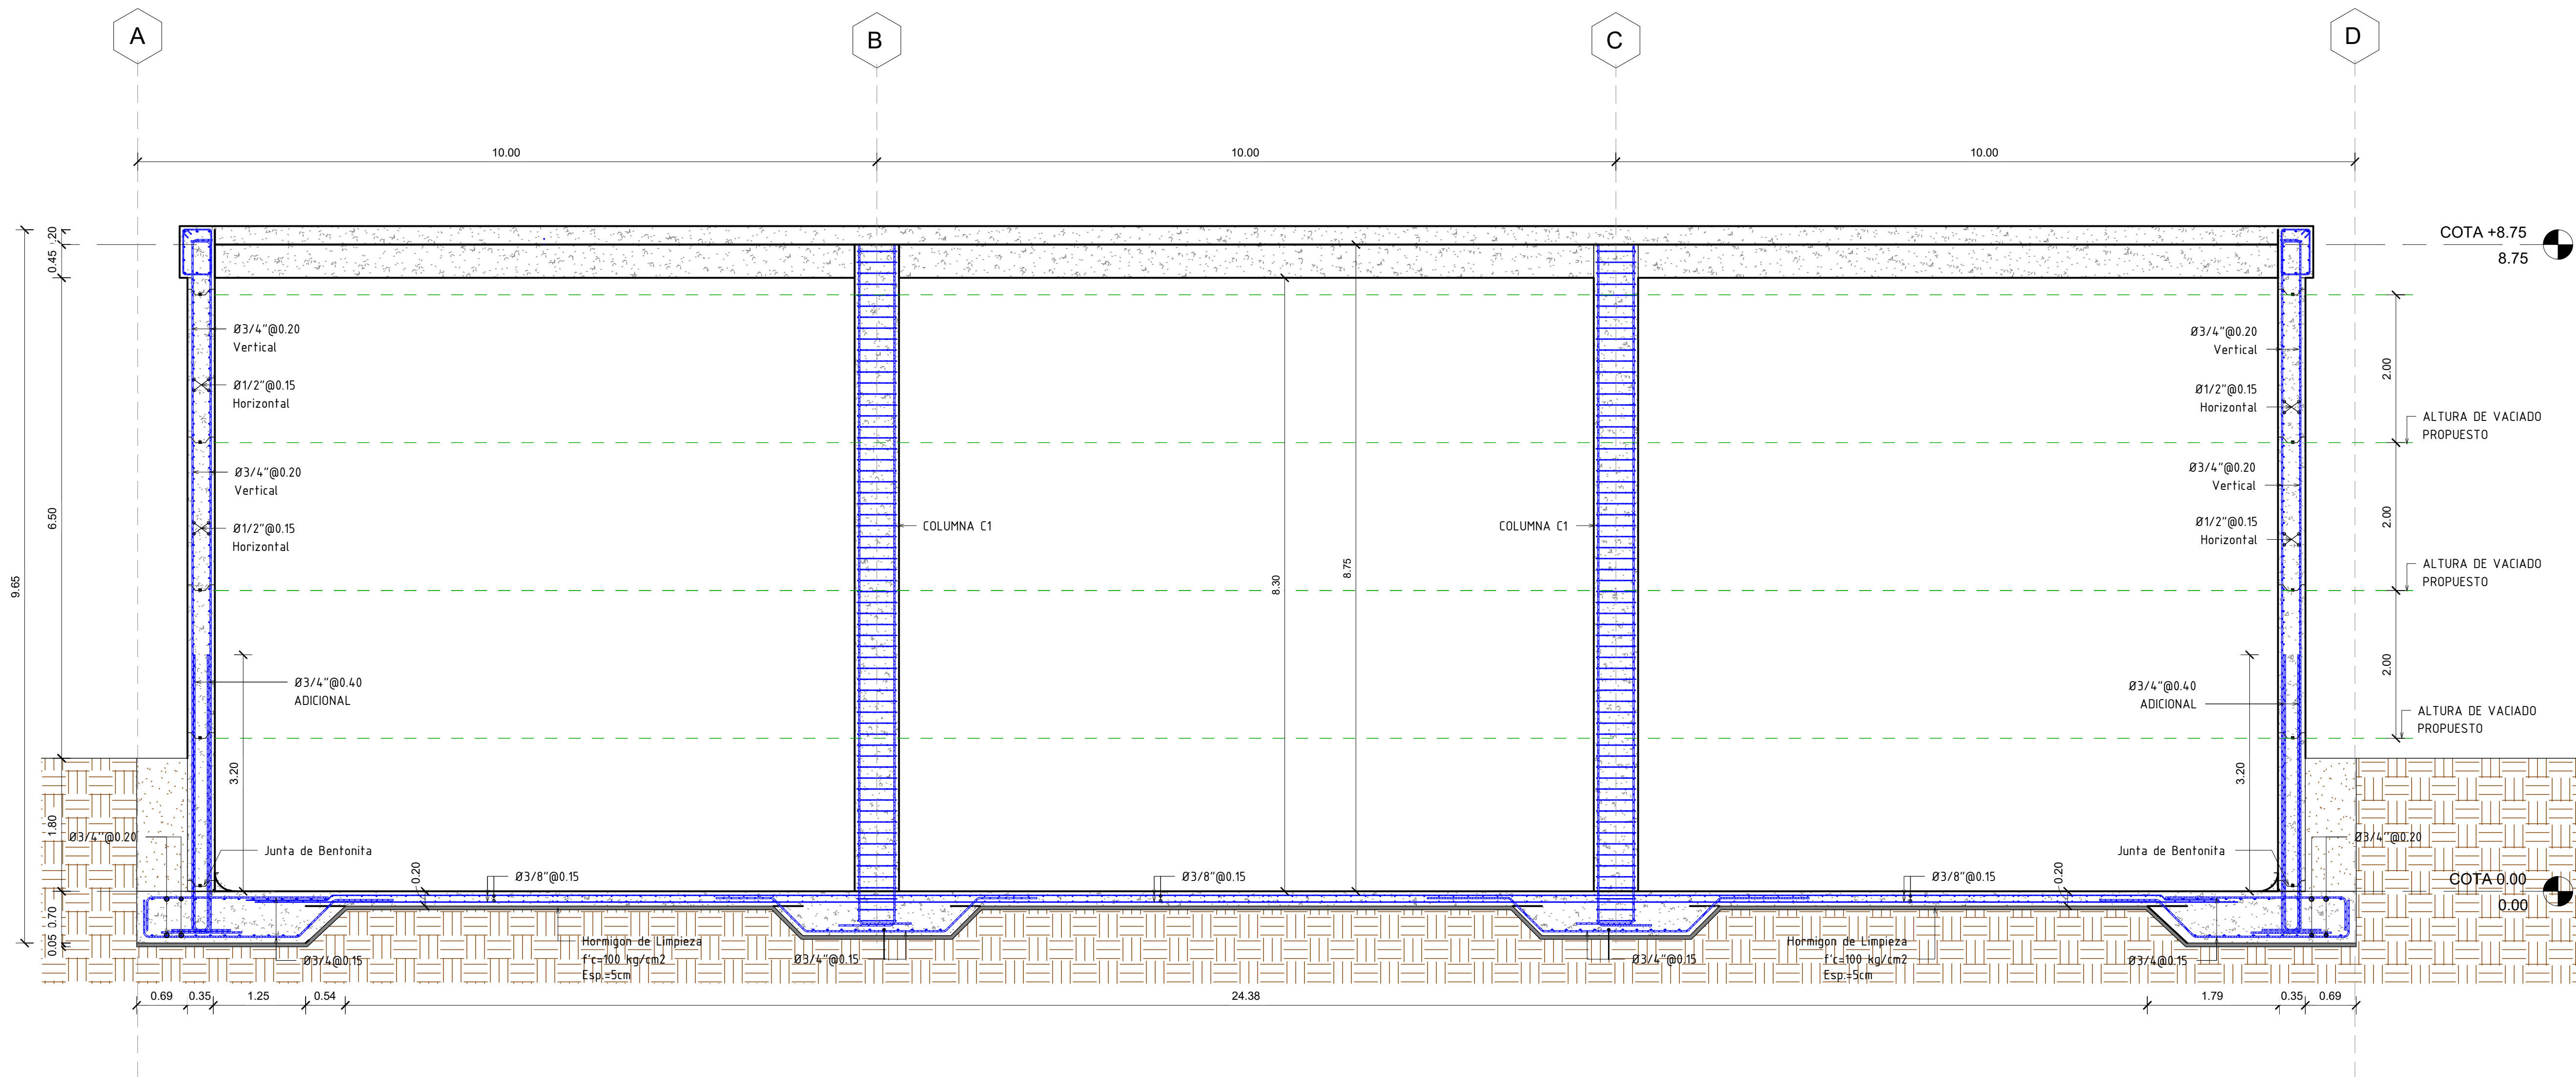 A
B
C
D
10.00
10.00
10.00
.20
0.45
COTA +8.75
8.75
Ø3/4"@0.20
Vertical
Ø1/2"@0.15
Horizontal
Ø3/4"@0.20
Vertical
Ø1/2"@0.15
Horizontal
Ø3/4"@0.20
Vertical
Ø1/2"@0.15
Horizontal
Ø3/4"@0.20
Vertical
Ø1/2"@0.15
Horizontal
2.00
ALTURA DE VACIADO
PROPUESTO
2.00
ALTURA DE VACIADO
PROPUESTO
2.00
ALTURA DE VACIADO
PROPUESTO
6.50
9.65
COLUMNA C1
COLUMNA C1
8.30
8.75
Ø3/4"@0.40
ADICIONAL
Ø3/4"@0.40
ADICIONAL
3.20
3.20
1.80
Ø3/4"@0.20
Ø3/4"@0.20
Junta de Bentonita
Junta de Bentonita
0.20
Ø3/8"@0.15
Ø3/8"@0.15
Ø3/8"@0.15
0.20
COTA 0.00
0.00
0.70
0.05
Ø3/4@0.15
Hormigon de Limpieza
f'c=100 kg/cm2
Esp.=5cm
Ø3/4"@0.15
Ø3/4"@0.15
Hormigon de Limpieza
f'c=100 kg/cm2
Esp.=5cm
Ø3/4@0.15
0.69
0.35
1.25
0.54
24.38
1.79
0.35
0.69